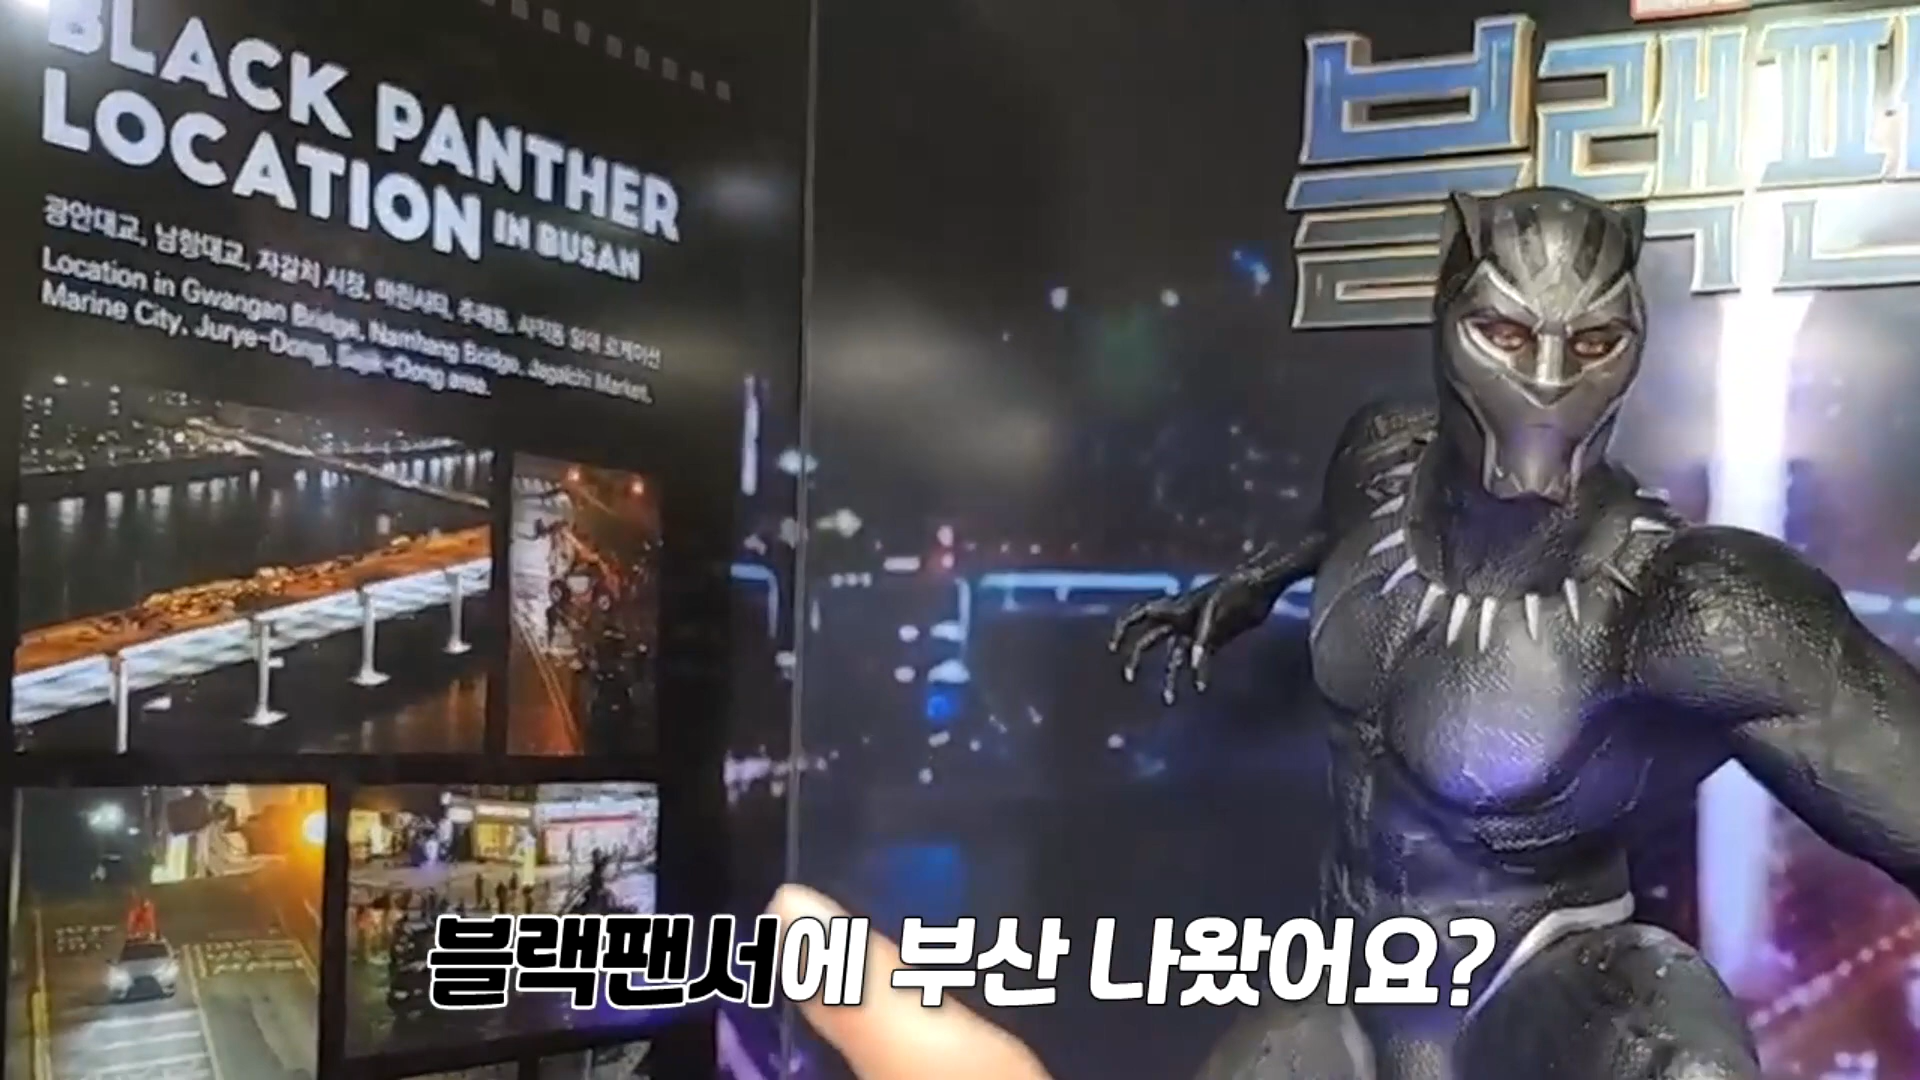 BLACK PANTHER
LOCATION IN BUSAN
광안대교, 남항대교, 자갈치 시장, 마린시티, 주례동, 사직동 일대 로케이션
Location in Gwangan Bridge, Namhang Bridge, Jagalchi Market,
Marine City, Jurye-Dong, Sajik-Dong area.
블랙팬
블랙팬서에 부산 나왔어요?